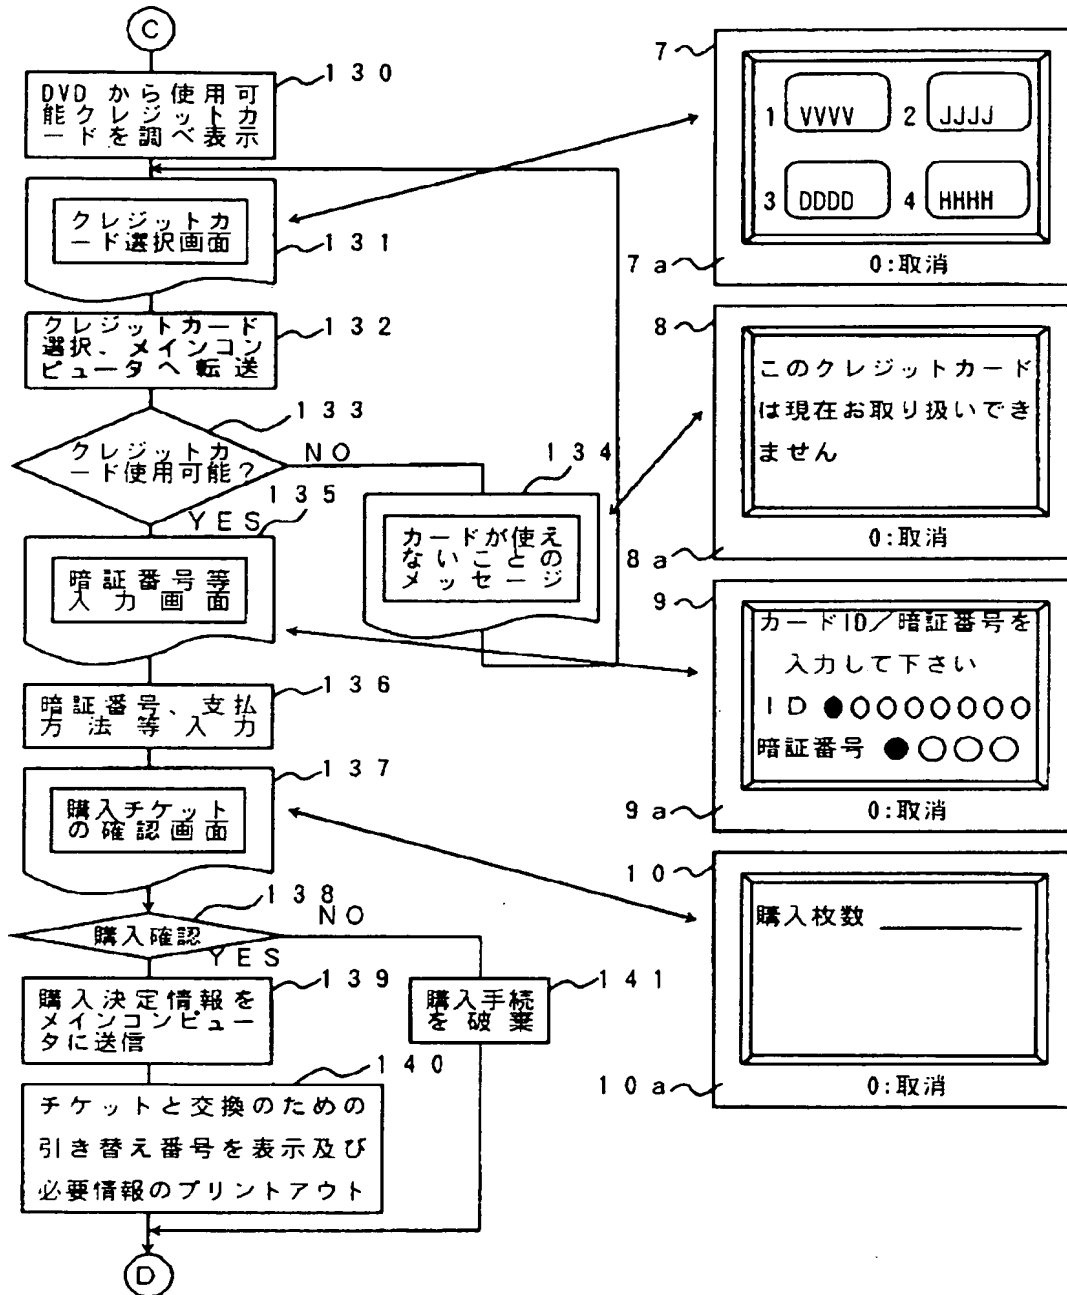 C
130
DVDから使用可
能クレジットカ
ードを調べ表示
クレジットカ
ード選択画面
131
クレジットカード
選択、メインコン
ピュータへ転送
132
133
クレジットカ
ード使用可能?
NO
YES
134
カードが使え
ないことの
メッセージ
135
暗証番号等
入力画面
136
暗証番号、支払
方法等入力
137
購入チケット
の確認画面
138
購入確認
NO
YES
139
購入決定情報を
メインコンピュー
タに送信
141
購入手続
を破棄
140
チケットと交換のための
引き替え番号を表示及び
必要情報のプリントアウト
D
7
1 VVVV 2 JJJJ
3 DDDD 4 HHHH
7a
0:取消
8
このクレジットカード
は現在お取り扱いでき
ません
8a
0:取消
9
カードID/暗証番号を
入力して下さい
ID ●○○○○○○○
暗証番号 ●○○○
9a
0:取消
10
購入枚数
10a
0:取消